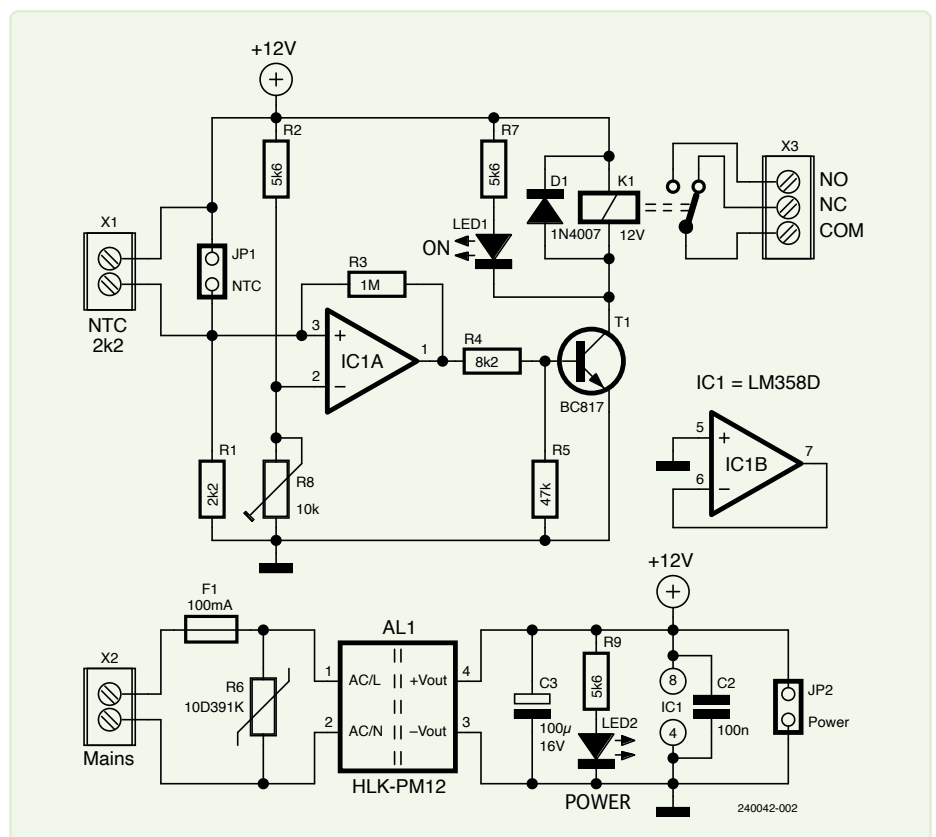 +12V
R2
5k6
R7
5k6
D1
1N4007
K1
12V
X3
NO
NC
COM
X1
NTC
2k2
JP1
NTC
LED1
ON
R3
1M
3
+
IC1A
1
2
–
R4
8k2
T1
BC817
IC1 = LM358D
5
+
IC1B
7
6
–
R1
2k2
R8
10k
R5
47k
F1
100mA
X2
Mains
R6
10D391K
AL1
1
AC/L
+Vout
4
2
AC/N
–Vout
3
HLK-PM12
+12V
C3
100µ
16V
R9
5k6
LED2
POWER
8
IC1
4
C2
100n
JP2
Power
240042-002